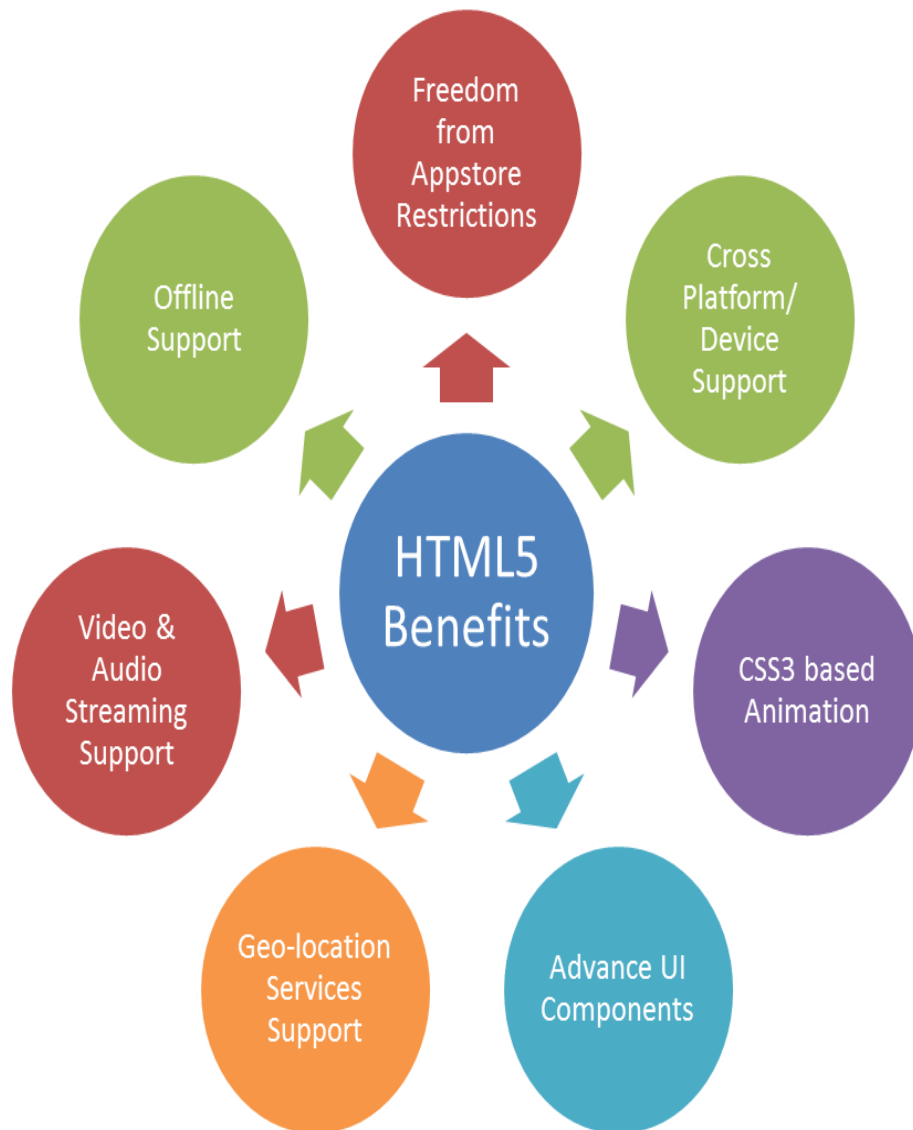 Freedom
from
Appstore
Restrictions
Cross
Platform/
Device
Support
CSS3 based
Animation
Advance UI
Components
Geo-location
Services
Support
Video &
Audio
Streaming
Support
Offline
Support
HTML5
Benefits